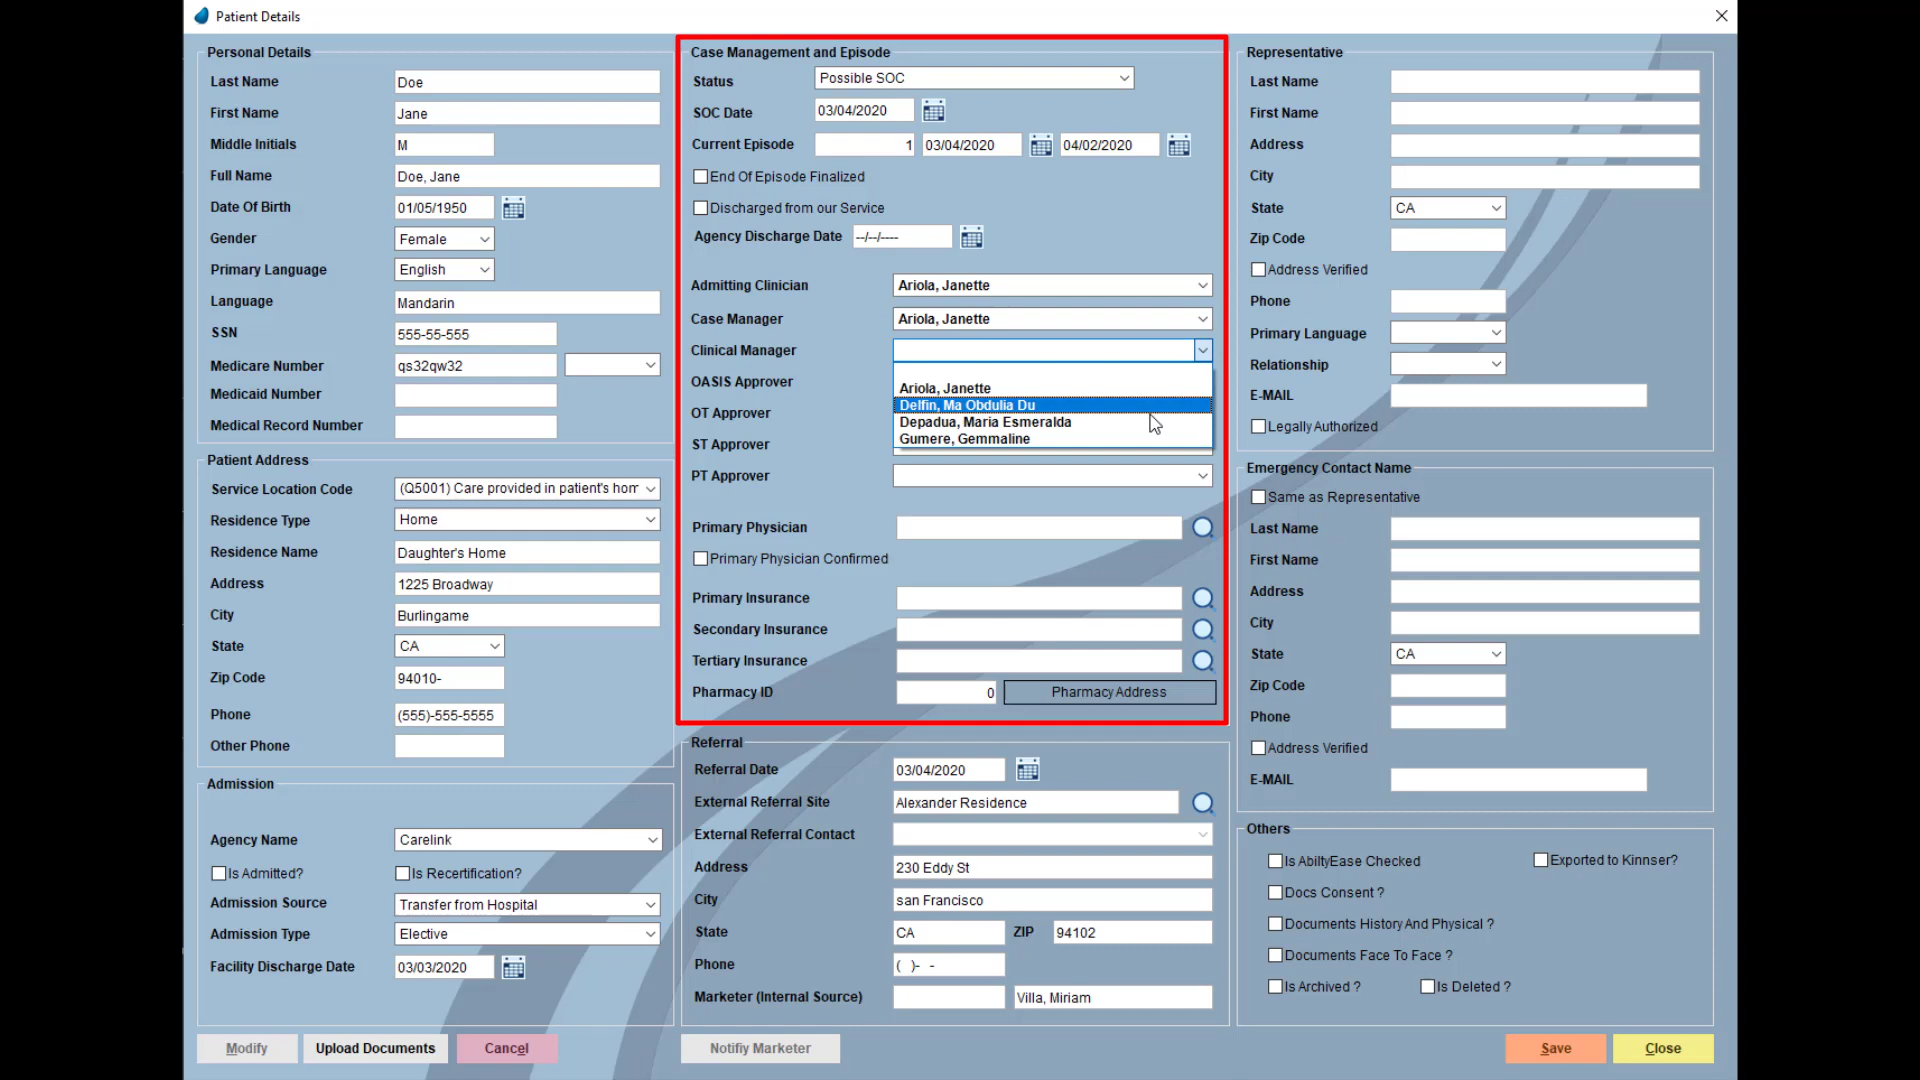 Patient Details
Personal Details
Last Name Doe
First Name Jane
Middle Initials M
Full Name Doe, Jane
Date Of Birth 01/05/1950
Gender Female
Primary Language English
Language Mandarin
SSN 555-55-555
Medicare Number qs32qw32
Medicaid Number
Medical Record Number
Patient Address
Service Location Code (Q5001) Care provided in patient's hom
Residence Type Home
Residence Name Daughter's Home
Address 1225 Broadway
City Burlingame
State CA
Zip Code 94010-
Phone (555)-555-5555
Other Phone
Admission
Agency Name Carelink
Is Admitted? Is Recertification?
Admission Source Transfer from Hospital
Admission Type Elective
Facility Discharge Date 03/03/2020
Modify Upload Documents Cancel
Case Management and Episode
Status Possible SOC
SOC Date 03/04/2020
Current Episode 1 03/04/2020 04/02/2020
End Of Episode Finalized
Discharged from our Service
Agency Discharge Date --/--/----
Admitting Clinician Ariola, Janette
Case Manager Ariola, Janette
Clinical Manager
OASIS Approver
OT Approver
ST Approver
PT Approver
Ariola, Janette
Delfin, Ma Obdulia Du
Depadua, Maria Esmeralda
Gumere, Gemmaline
Primary Physician
Primary Physician Confirmed
Primary Insurance
Secondary Insurance
Tertiary Insurance
Pharmacy ID 0 Pharmacy Address
Referral
Referral Date 03/04/2020
External Referral Site Alexander Residence
External Referral Contact
Address 230 Eddy St
City san Francisco
State CA ZIP 94102
Phone ( )- -
Marketer (Internal Source) Villa, Miriam
Notifiy Marketer
Representative
Last Name
First Name
Address
City
State CA
Zip Code
Address Verified
Phone
Primary Language
Relationship
E-MAIL
Legally Authorized
Emergency Contact Name
Same as Representative
Last Name
First Name
Address
City
State CA
Zip Code
Phone
Address Verified
E-MAIL
Others
Is AbiltyEase Checked Exported to Kinnser?
Docs Consent ?
Documents History And Physical ?
Documents Face To Face ?
Is Archived ? Is Deleted ?
Save Close